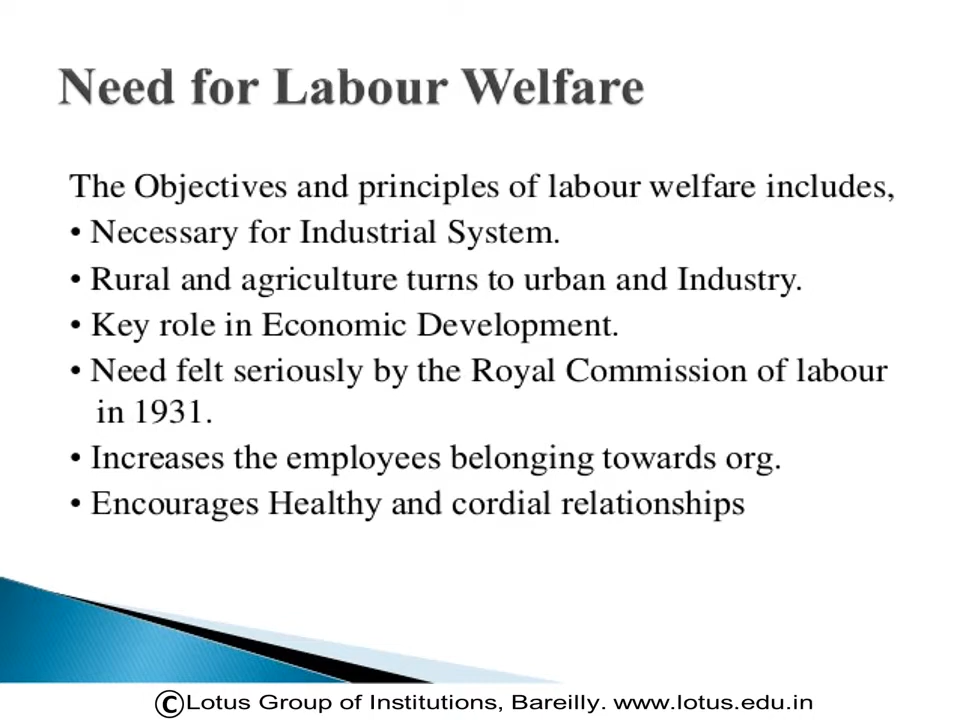 Need for Labour Welfare
The Objectives and principles of labour welfare includes,
• Necessary for Industrial System.
• Rural and agriculture turns to urban and Industry.
• Key role in Economic Development.
• Need felt seriously by the Royal Commission of labour
in 1931.
• Increases the employees belonging towards org.
• Encourages Healthy and cordial relationships
©Lotus Group of Institutions, Bareilly. www.lotus.edu.in